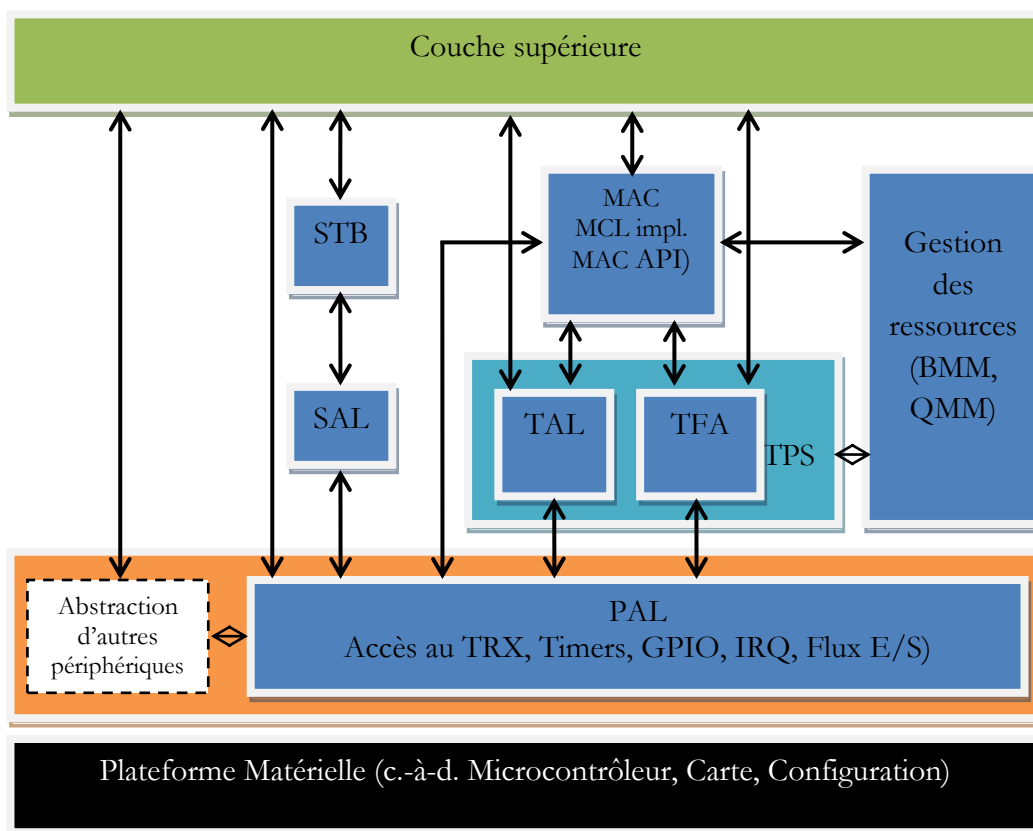 Couche supérieure
STB
MAC
MCL impl.
MAC API)
Gestion
des
ressources
(BMM,
QMM)
SAL
TAL
TFA
TPS
Abstraction
d'autres
périphériques
PAL
Accès au TRX, Timers, GPIO, IRQ, Flux E/S)
Plateforme Matérielle (c.-à-d. Microcontrôleur, Carte, Configuration)